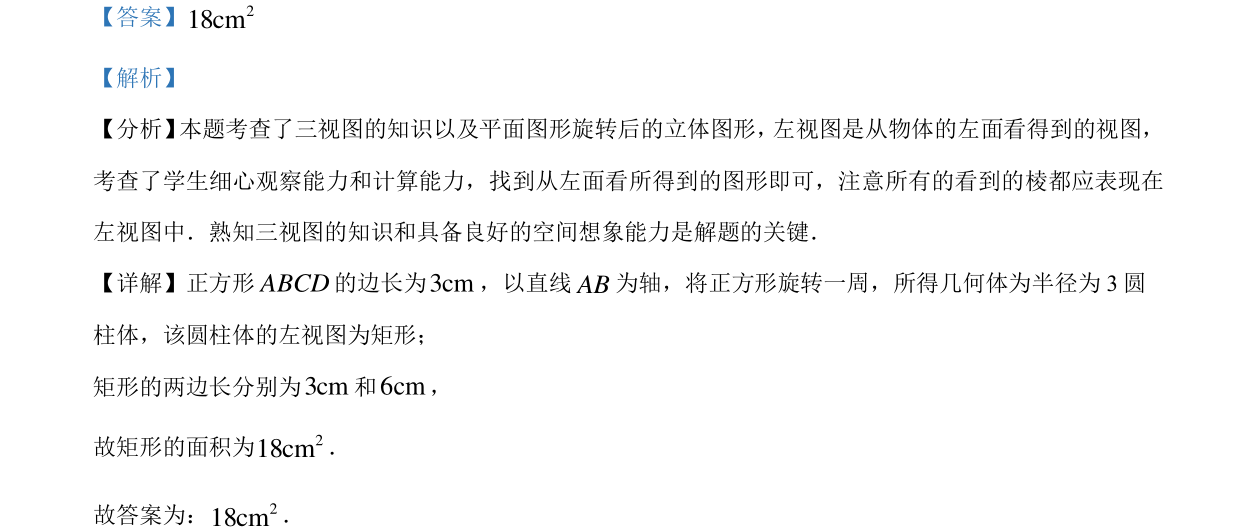 【答案】18cm²
【解析】
【分析】本题考查了三视图的知识以及平面图形旋转后的立体图形，左视图是从物体的左面看得到的视图，
考查了学生细心观察能力和计算能力，找到从左面看所得到的图形即可，注意所有的看到的棱都应表现在
左视图中．熟知三视图的知识和具备良好的空间想象能力是解题的关键．
【详解】正方形 ABCD 的边长为3cm，以直线 AB 为轴，将正方形旋转一周，所得几何体为半径为 3 圆
柱体，该圆柱体的左视图为矩形；
矩形的两边长分别为3cm 和6cm，
故矩形的面积为18cm²．
故答案为：18cm²．